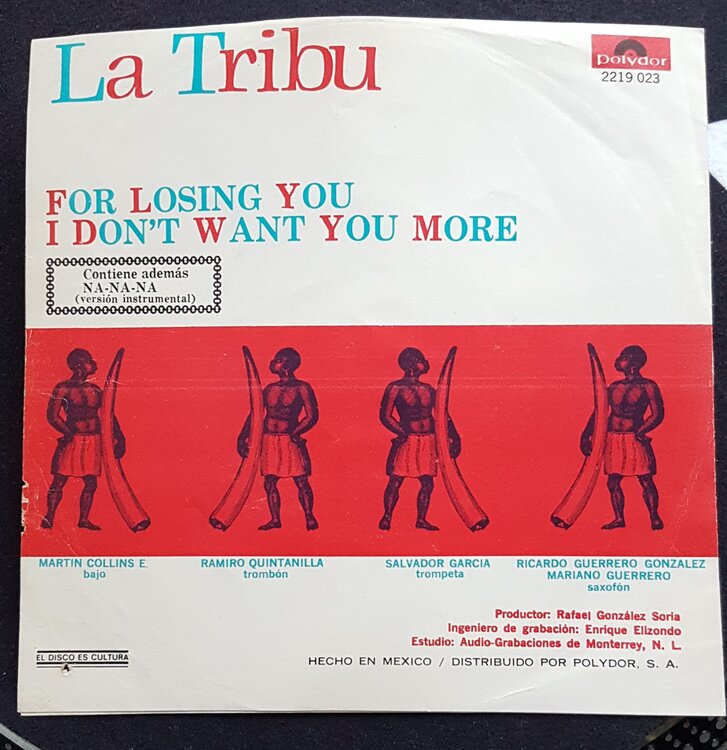 La Tribu
Polydor
2219 023
FOR LOSING YOU
I DON'T WANT YOU MORE
Contiene además
NA-NA-NA
(versión instrumental)
MARTIN COLLINS E.
bajo
RAMIRO QUINTANILLA
trombón
SALVADOR GARCIA
trompeta
RICARDO GUERRERO GONZALEZ
MARIANO GUERRERO
saxofón
Productor: Rafael González Soria
Ingeniero de grabación: Enrique Elizondo
Estudio: Audio-Grabaciones de Monterrey, N. L.
EL DISCO ES CULTURA
HECHO EN MEXICO / DISTRIBUIDO POR POLYDOR, S. A.